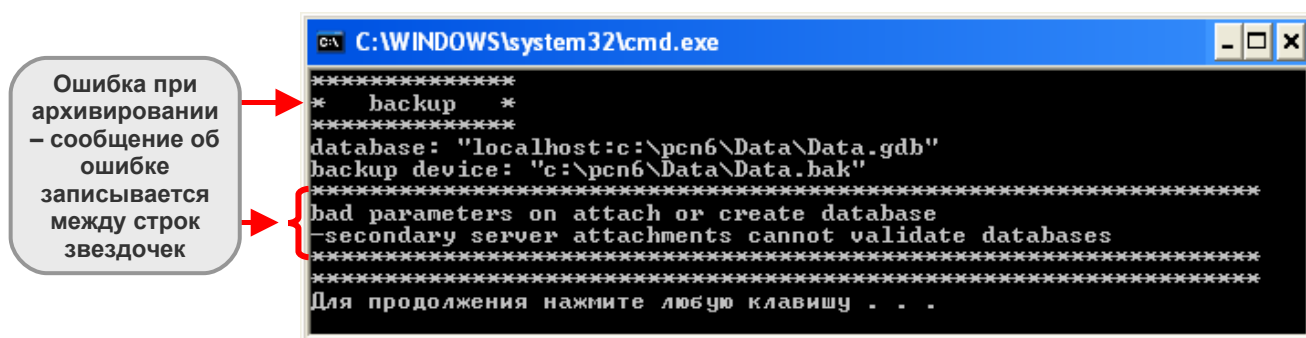 Ошибка при
архивировании
– сообщение об
ошибке
записывается
между строк
звездочек
C:\WINDOWS\system32\cmd.exe
**************
*   backup   *
**************
database: "localhost:c:\pcn6\Data\Data.gdb"
backup device: "c:\pcn6\Data\Data.bak"
*****************************************************************
bad parameters on attach or create database
-secondary server attachments cannot validate databases
*****************************************************************
*****************************************************************
Для продолжения нажмите любую клавишу . . .